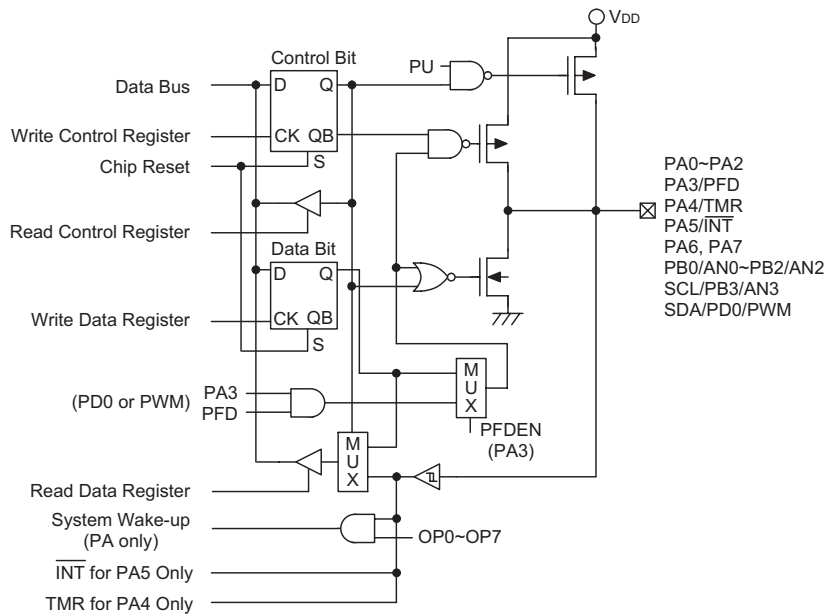 VDD
Control Bit
PU
Data Bus
D Q
Write Control Register
CK QB
Chip Reset
S
PA0~PA2
PA3/PFD
PA4/TMR
PA5/INT
PA6, PA7
PB0/AN0~PB2/AN2
SCL/PB3/AN3
SDA/PD0/PWM
Read Control Register
Data Bit
D Q
Write Data Register
CK QB
S
MUX
(PD0 or PWM)
PA3
PFD
PFDEN
(PA3)
MUX
Read Data Register
System Wake-up
(PA only)
OP0~OP7
INT for PA5 Only
TMR for PA4 Only